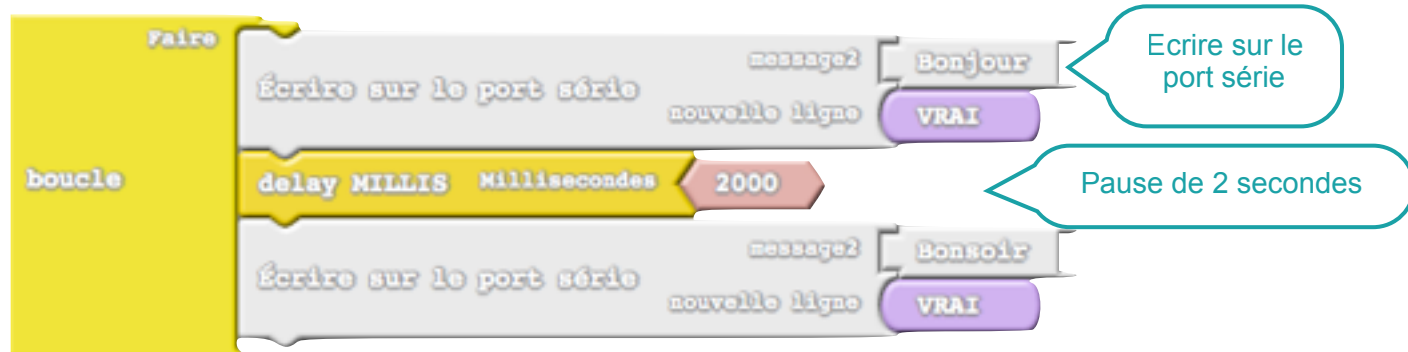 Faire
message2 Bonjour
Écrire sur le port série
nouvelle ligne VRAI
Ecrire sur le
port série
boucle
delay MILLIS Millisecondes 2000
Pause de 2 secondes
message2 Bonsoir
Écrire sur le port série
nouvelle ligne VRAI